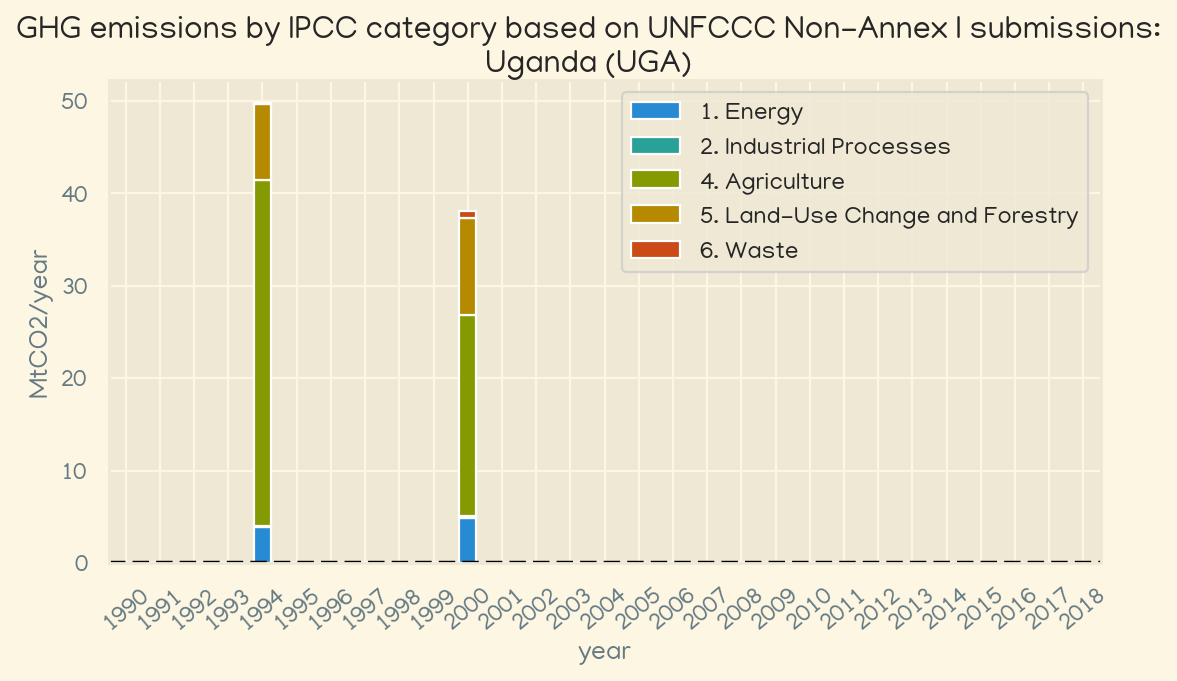 GHG emissions by IPCC category based on UNFCCC Non-Annex I submissions:
Uganda (UGA)
50
40
30
20
10
0
MtCO2/year
1. Energy
2. Industrial Processes
4. Agriculture
5. Land-Use Change and Forestry
6. Waste
1990 1991 1992 1993 1994 1995 1996 1997 1998 1999 2000 2001 2002 2003 2004 2005 2006 2007 2008 2009 2010 2011 2012 2013 2014 2015 2016 2017 2018
year